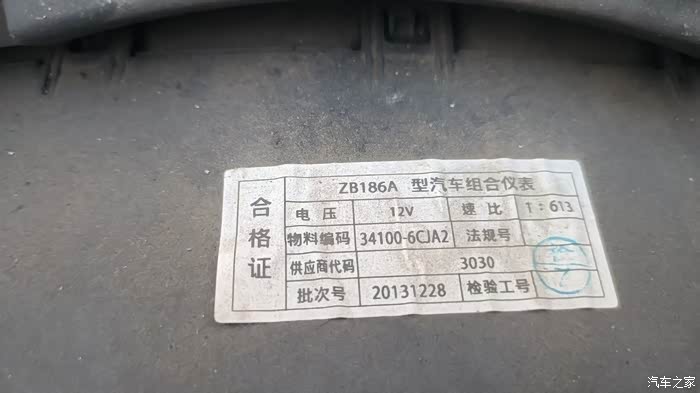 合格证
ZB186A 型汽车组合仪表
电压 12V 速比 1:613
物料编码 34100-6CJA2 法规号
供应商代码 3030
批次号 20131228 检验工号
汽车之家